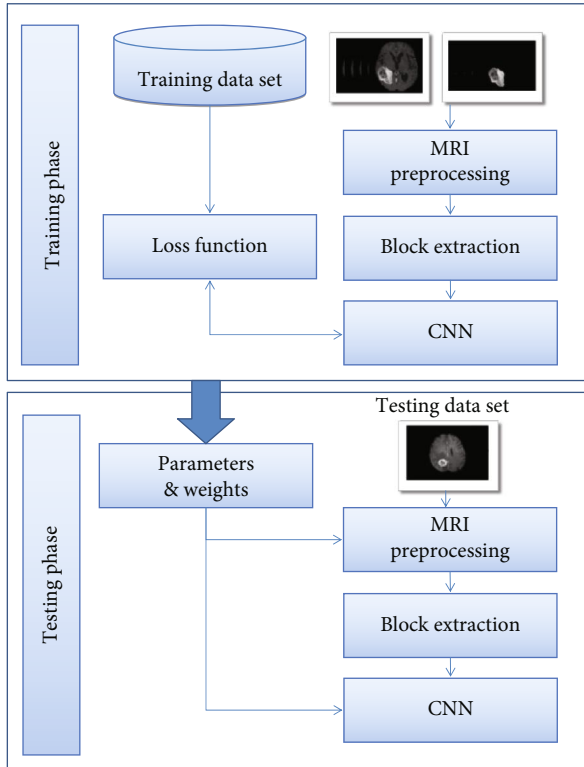 Training phase
Training data set
MRI
preprocessing
Loss function
Block extraction
CNN
Testing phase
Testing data set
Parameters
& weights
MRI
preprocessing
Block extraction
CNN